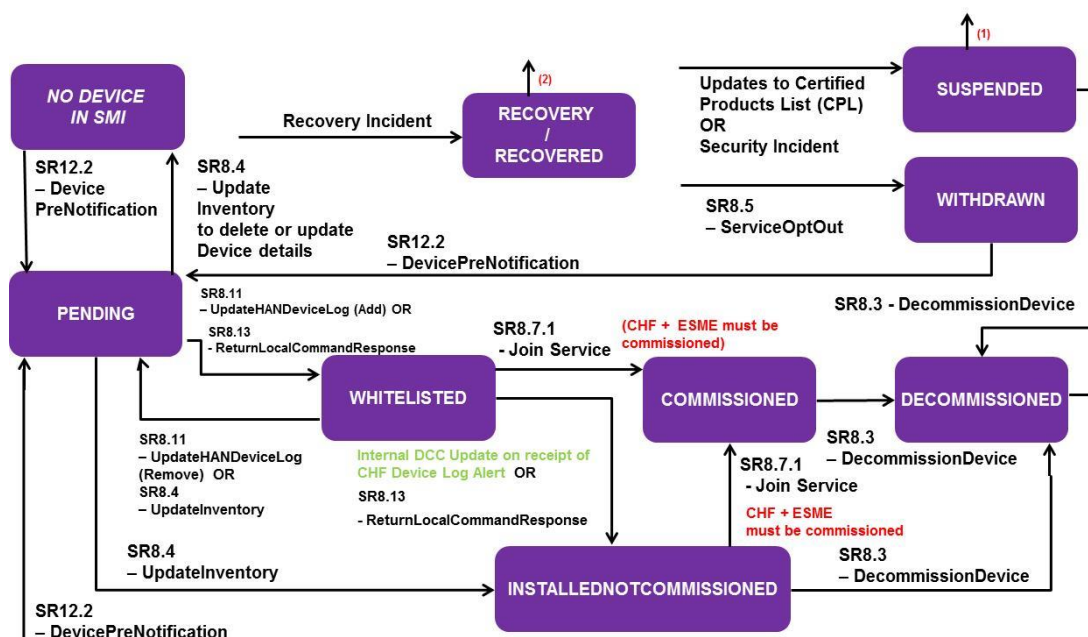 NO DEVICE
IN SMI
Recovery Incident
(2)
RECOVERY
/
RECOVERED
(1)
Updates to Certified
Products List (CPL)
OR
Security Incident
SUSPENDED
SR12.2
– Device
PreNotification
SR8.4
– Update
Inventory
to delete or update
Device details
SR8.5
– ServiceOptOut
WITHDRAWN
SR12.2
– DevicePreNotification
PENDING
SR8.11
– UpdateHANDeviceLog (Add) OR
SR8.13
- ReturnLocalCommandResponse
SR8.7.1
- Join Service
(CHF + ESME must be
commissioned)
SR8.3 - DecommissionDevice
WHITELISTED
COMMISSIONED
DECOMMISSIONED
SR8.11
– UpdateHANDeviceLog
(Remove) OR
SR8.4
– UpdateInventory
Internal DCC Update on receipt of
CHF Device Log Alert OR
SR8.13
- ReturnLocalCommandResponse
SR8.7.1
- Join Service
CHF + ESME
must be commissioned
SR8.3
– DecommissionDevice
SR8.4
– UpdateInventory
INSTALLEDNOTCOMMISSIONED
SR8.3
– DecommissionDevice
SR12.2
– DevicePreNotification